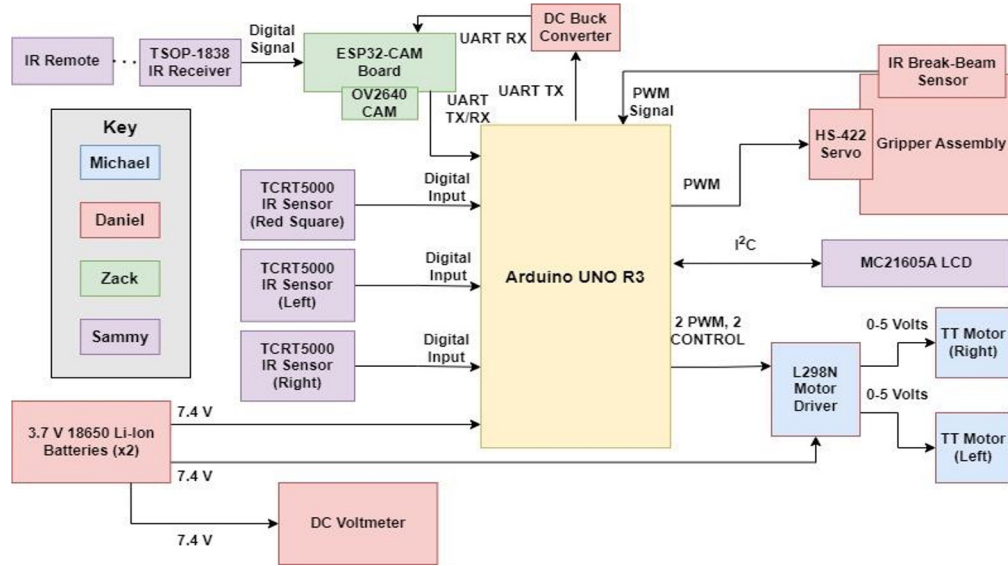 IR Remote
TSOP-1838
IR Receiver
Digital
Signal
ESP32-CAM
Board
OV2640
CAM
UART RX
DC Buck
Converter
UART TX
UART
TX/RX
PWM
Signal
IR Break-Beam
Sensor
HS-422
Servo
Gripper Assembly
PWM
Key
Michael
Daniel
Zack
Sammy
TCRT5000
IR Sensor
(Red Square)
Digital
Input
TCRT5000
IR Sensor
(Left)
Digital
Input
TCRT5000
IR Sensor
(Right)
Digital
Input
Arduino UNO R3
I²C
MC21605A LCD
2 PWM, 2
CONTROL
L298N
Motor
Driver
0-5 Volts
TT Motor
(Right)
0-5 Volts
TT Motor
(Left)
3.7 V 18650 Li-Ion
Batteries (x2)
7.4 V
7.4 V
7.4 V
DC Voltmeter